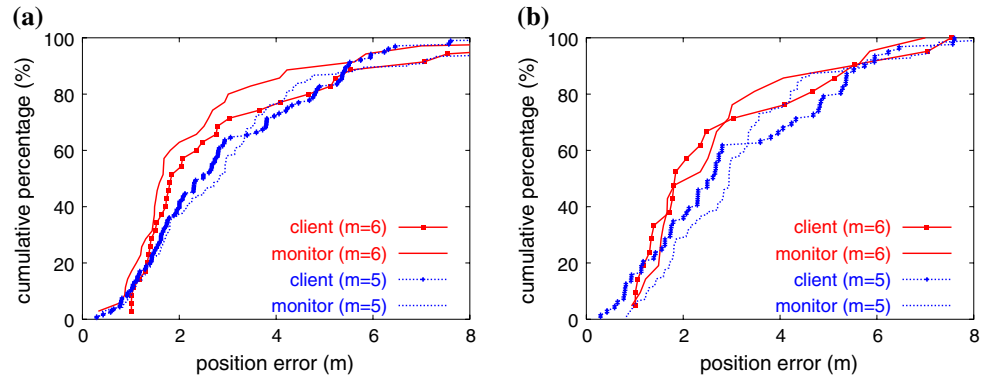 (a)
cumulative percentage (%)
100
80
60
40
20
0
client (m=6)
monitor (m=6)
client (m=5)
monitor (m=5)
0 2 4 6 8
position error (m)
(b)
cumulative percentage (%)
100
80
60
40
20
0
client (m=6)
monitor (m=6)
client (m=5)
monitor (m=5)
0 2 4 6 8
position error (m)